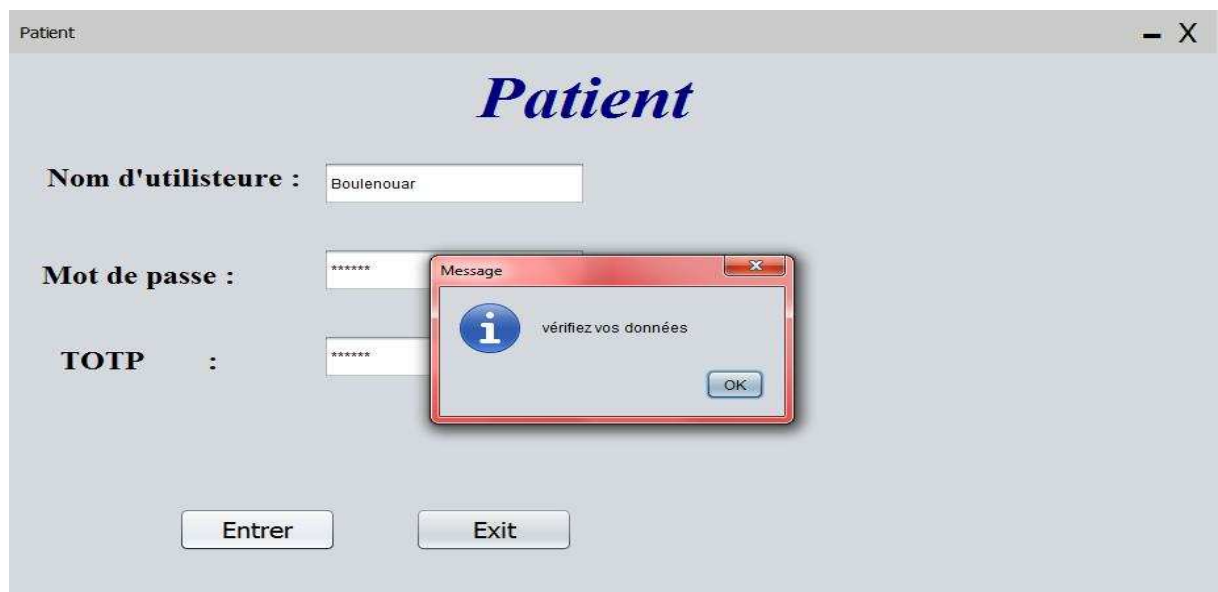 Patient
– X
Patient
Nom d'utilisteure :
Boulenouar
Mot de passe :
******
Message
X
i
vérifiez vos données
TOTP :
******
OK
Entrer
Exit